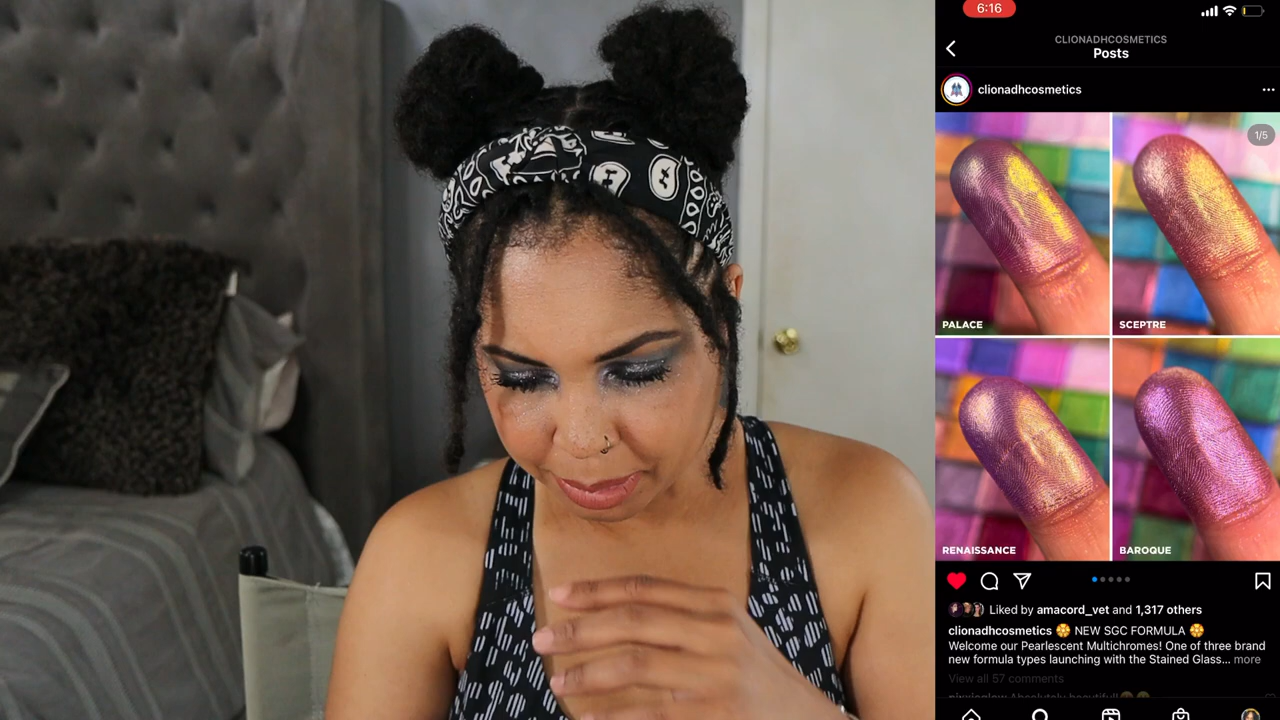 6:16
CLIONADHCOSMETICS
Posts
clionadhcosmetics
1/5
PALACE
SCEPTRE
RENAISSANCE
BAROQUE
Liked by amacord_vet and 1,317 others
clionadhcosmetics 🏵️ NEW SGC FORMULA 🏵️
Welcome our Pearlescent Multichromes! One of three brand
new formula types launching with the Stained Glass... more
View all 57 comments
Absolutely beautiful!